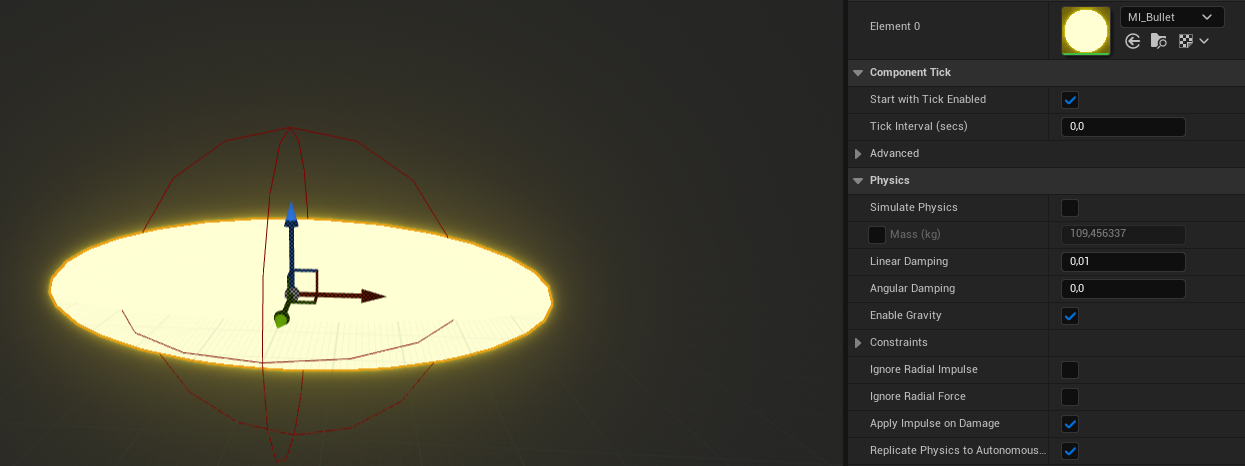 Element 0
MI_Bullet
Component Tick
Start with Tick Enabled
Tick Interval (secs)
0,0
Advanced
Physics
Simulate Physics
Mass (kg)
109,456337
Linear Damping
0,01
Angular Damping
0,0
Enable Gravity
Constraints
Ignore Radial Impulse
Ignore Radial Force
Apply Impulse on Damage
Replicate Physics to Autonomous...